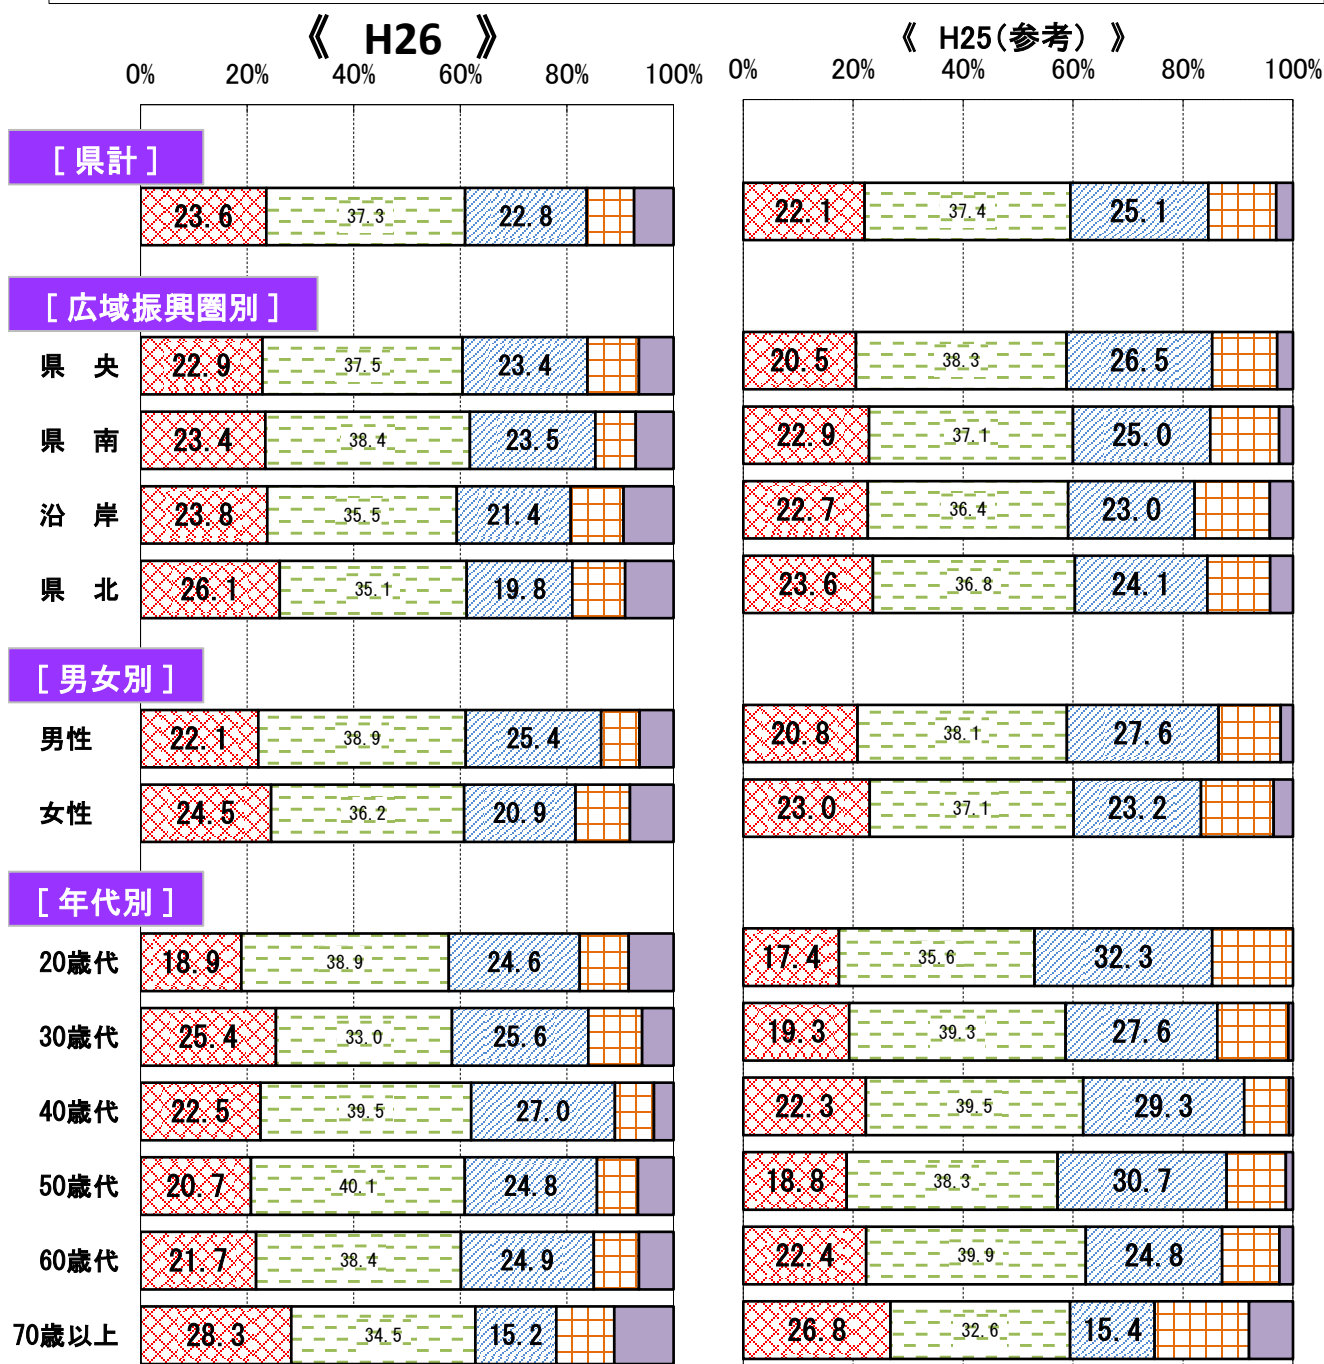 《 H26 》 《 H25(参考) 》
0% 20% 40% 60% 80% 100% 0% 20% 40% 60% 80% 100%
[ 県計 ]
23.6 37.3 22.8 22.1 37.4 25.1
[ 広域振興圏別 ]
県 央 22.9 37.5 23.4 20.5 38.3 26.5
県 南 23.4 38.4 23.5 22.9 37.1 25.0
沿 岸 23.8 35.5 21.4 22.7 36.4 23.0
県 北 26.1 35.1 19.8 23.6 36.8 24.1
[ 男女別 ]
男性 22.1 38.9 25.4 20.8 38.1 27.6
女性 24.5 36.2 20.9 23.0 37.1 23.2
[ 年代別 ]
20歳代 18.9 38.9 24.6 17.4 35.6 32.3
30歳代 25.4 33.0 25.6 19.3 39.3 27.6
40歳代 22.5 39.5 27.0 22.3 39.5 29.3
50歳代 20.7 40.1 24.8 18.8 38.3 30.7
60歳代 21.7 38.4 24.9 22.4 39.9 24.8
70歳以上 28.3 34.5 15.2 26.8 32.6 15.4